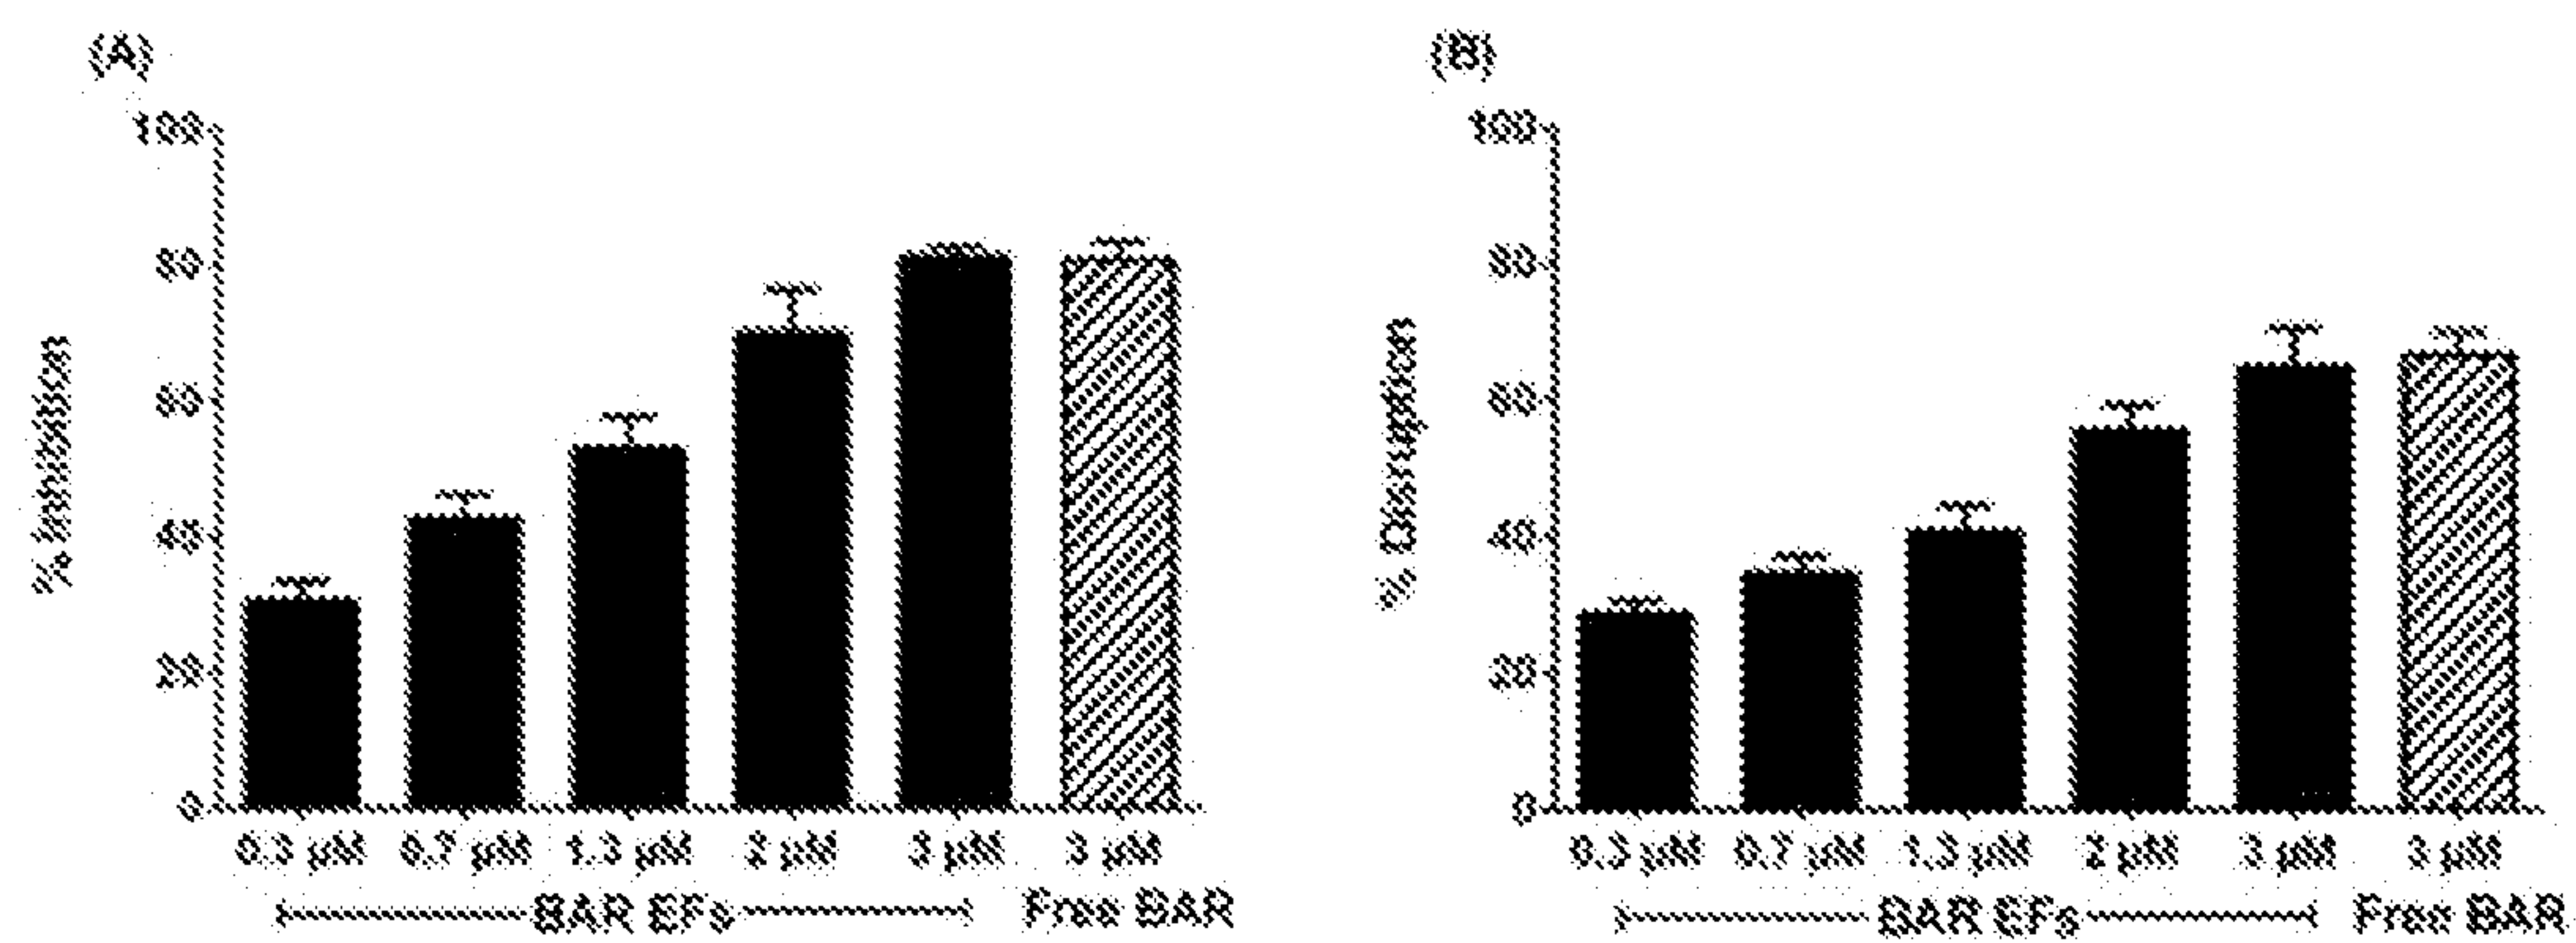 (A)
100
80
60
40
20
0
% Inhibition
0.3 µM 0.7 µM 1.3 µM 2 µM 3 µM 3 µM
BAR EFs Free BAR
(B)
100
80
60
40
20
0
% Disruption
0.3 µM 0.7 µM 1.3 µM 2 µM 3 µM 3 µM
BAR EFs Free BAR